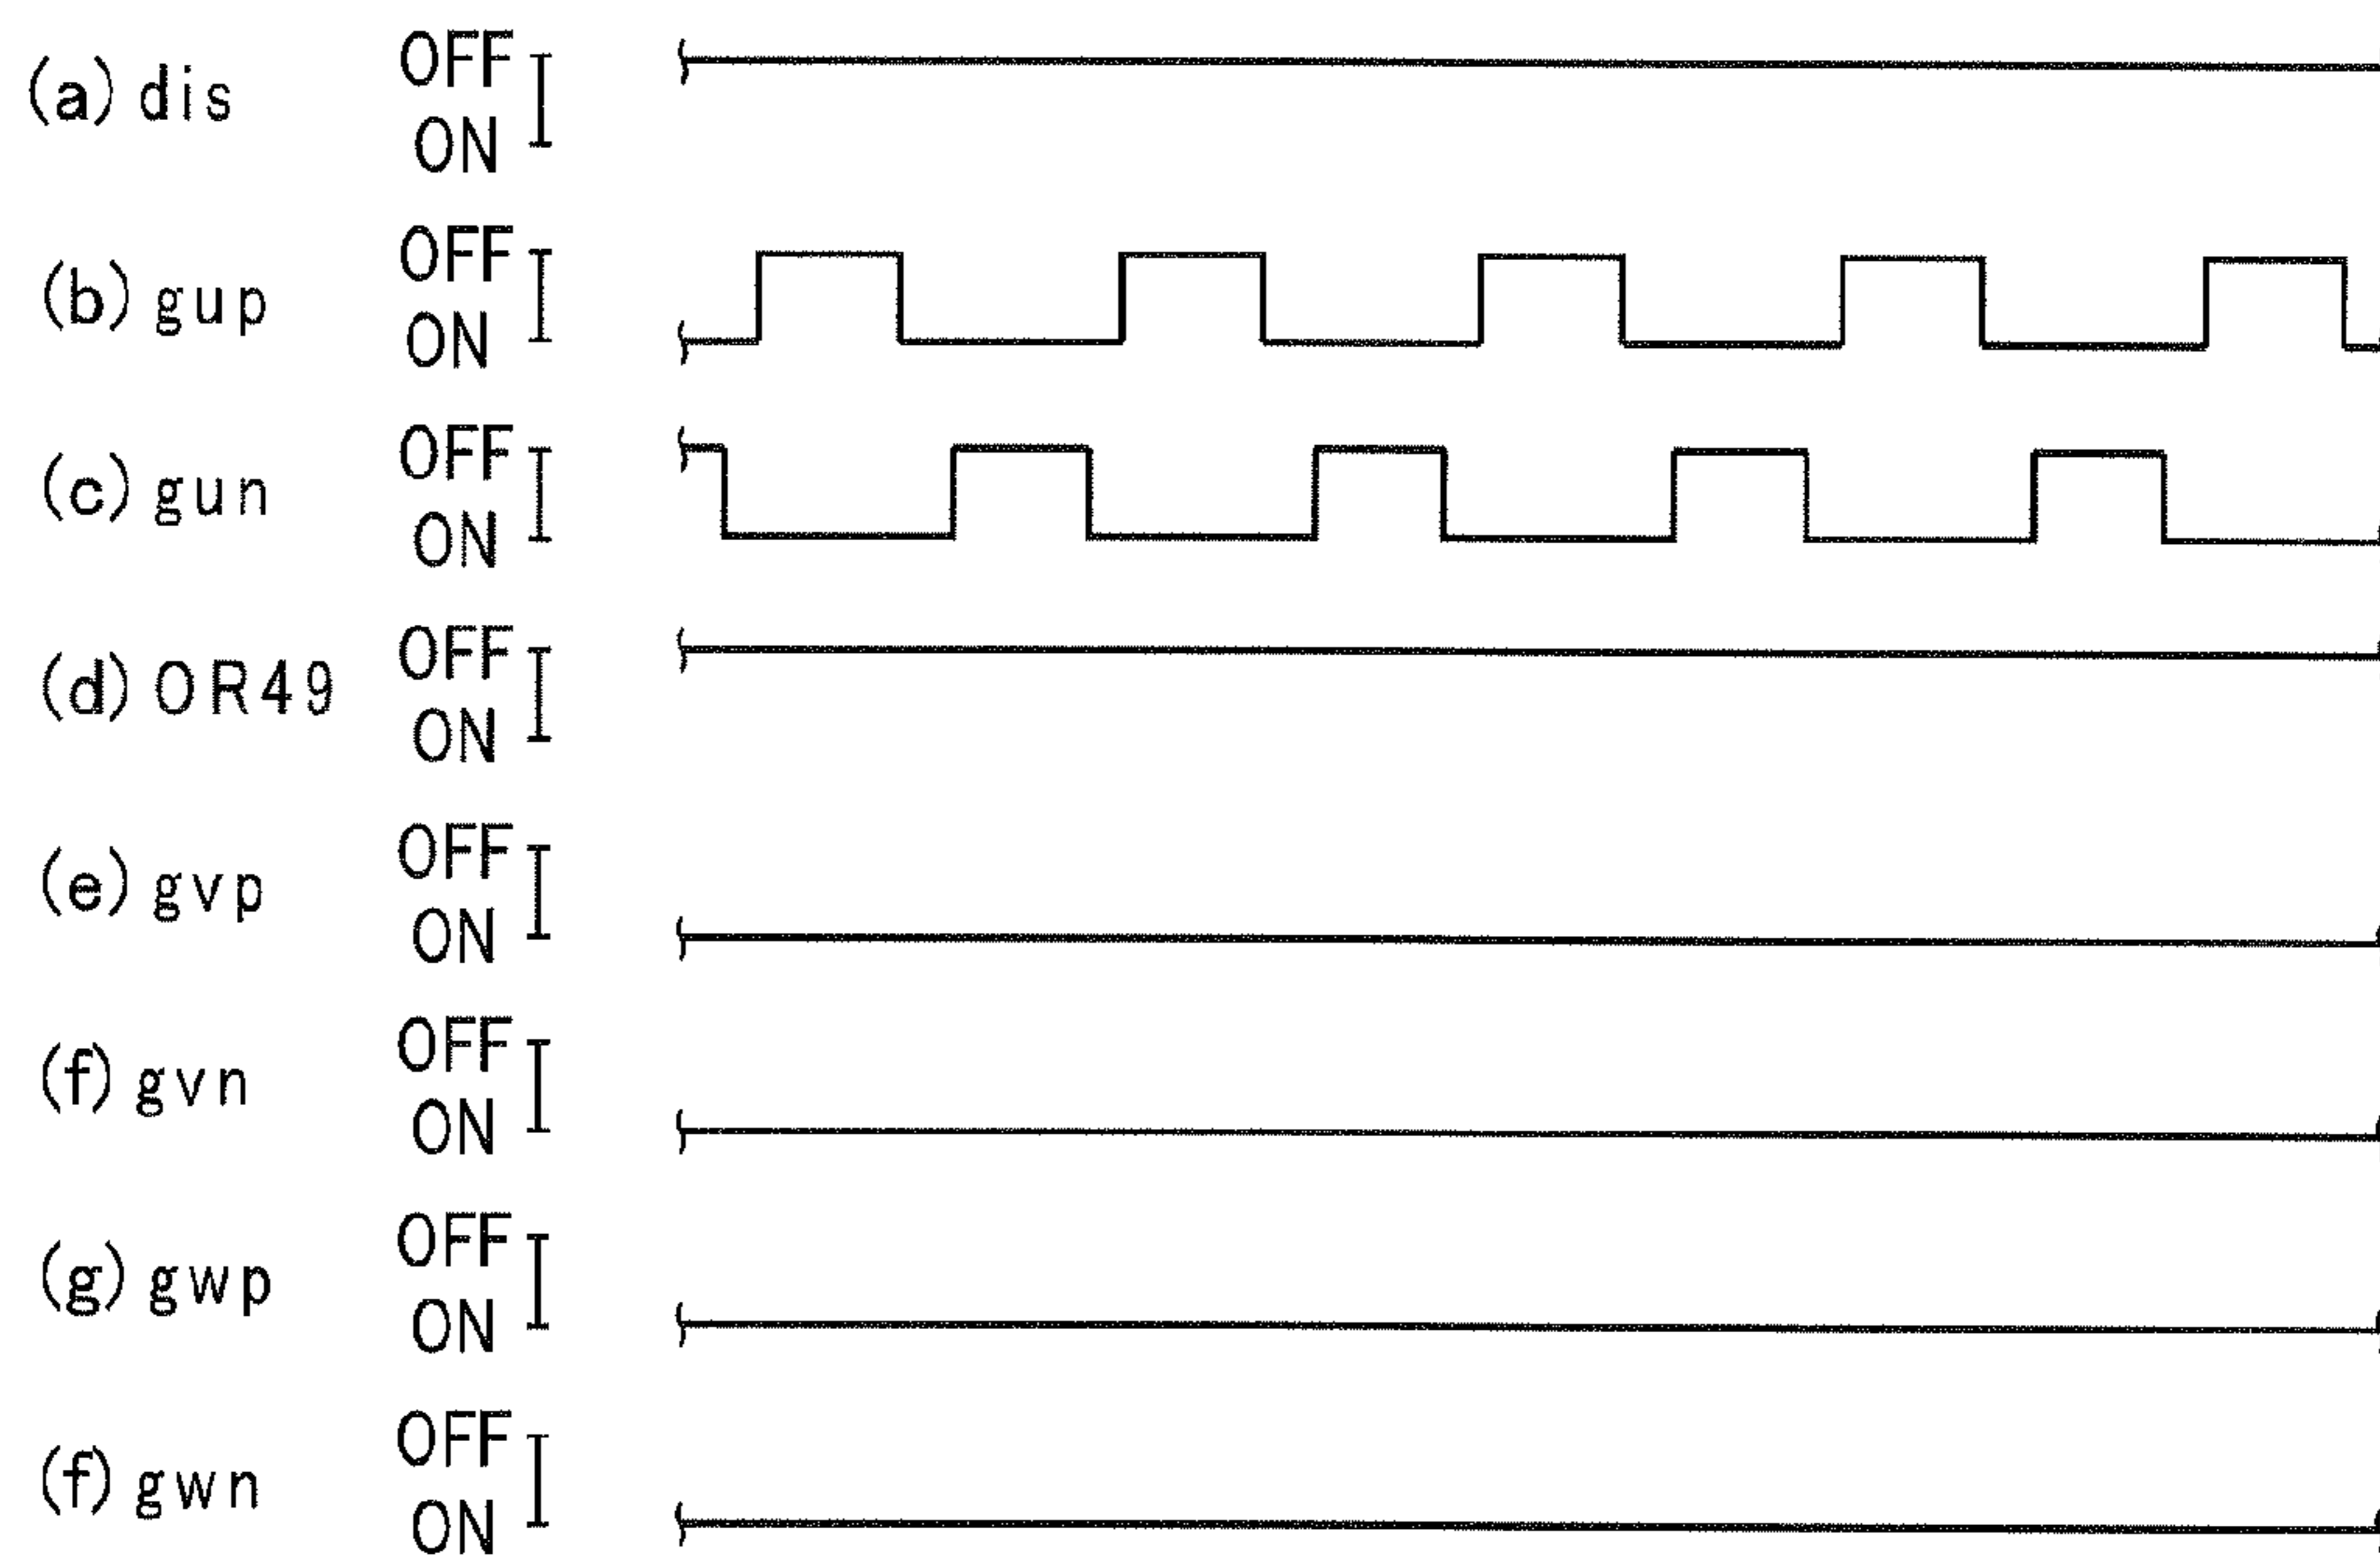 (a) dis OFF
ON
(b) gup OFF
ON
(c) gun OFF
ON
(d) OR49 OFF
ON
(e) gvp OFF
ON
(f) gvn OFF
ON
(g) gwp OFF
ON
(f) gwn OFF
ON